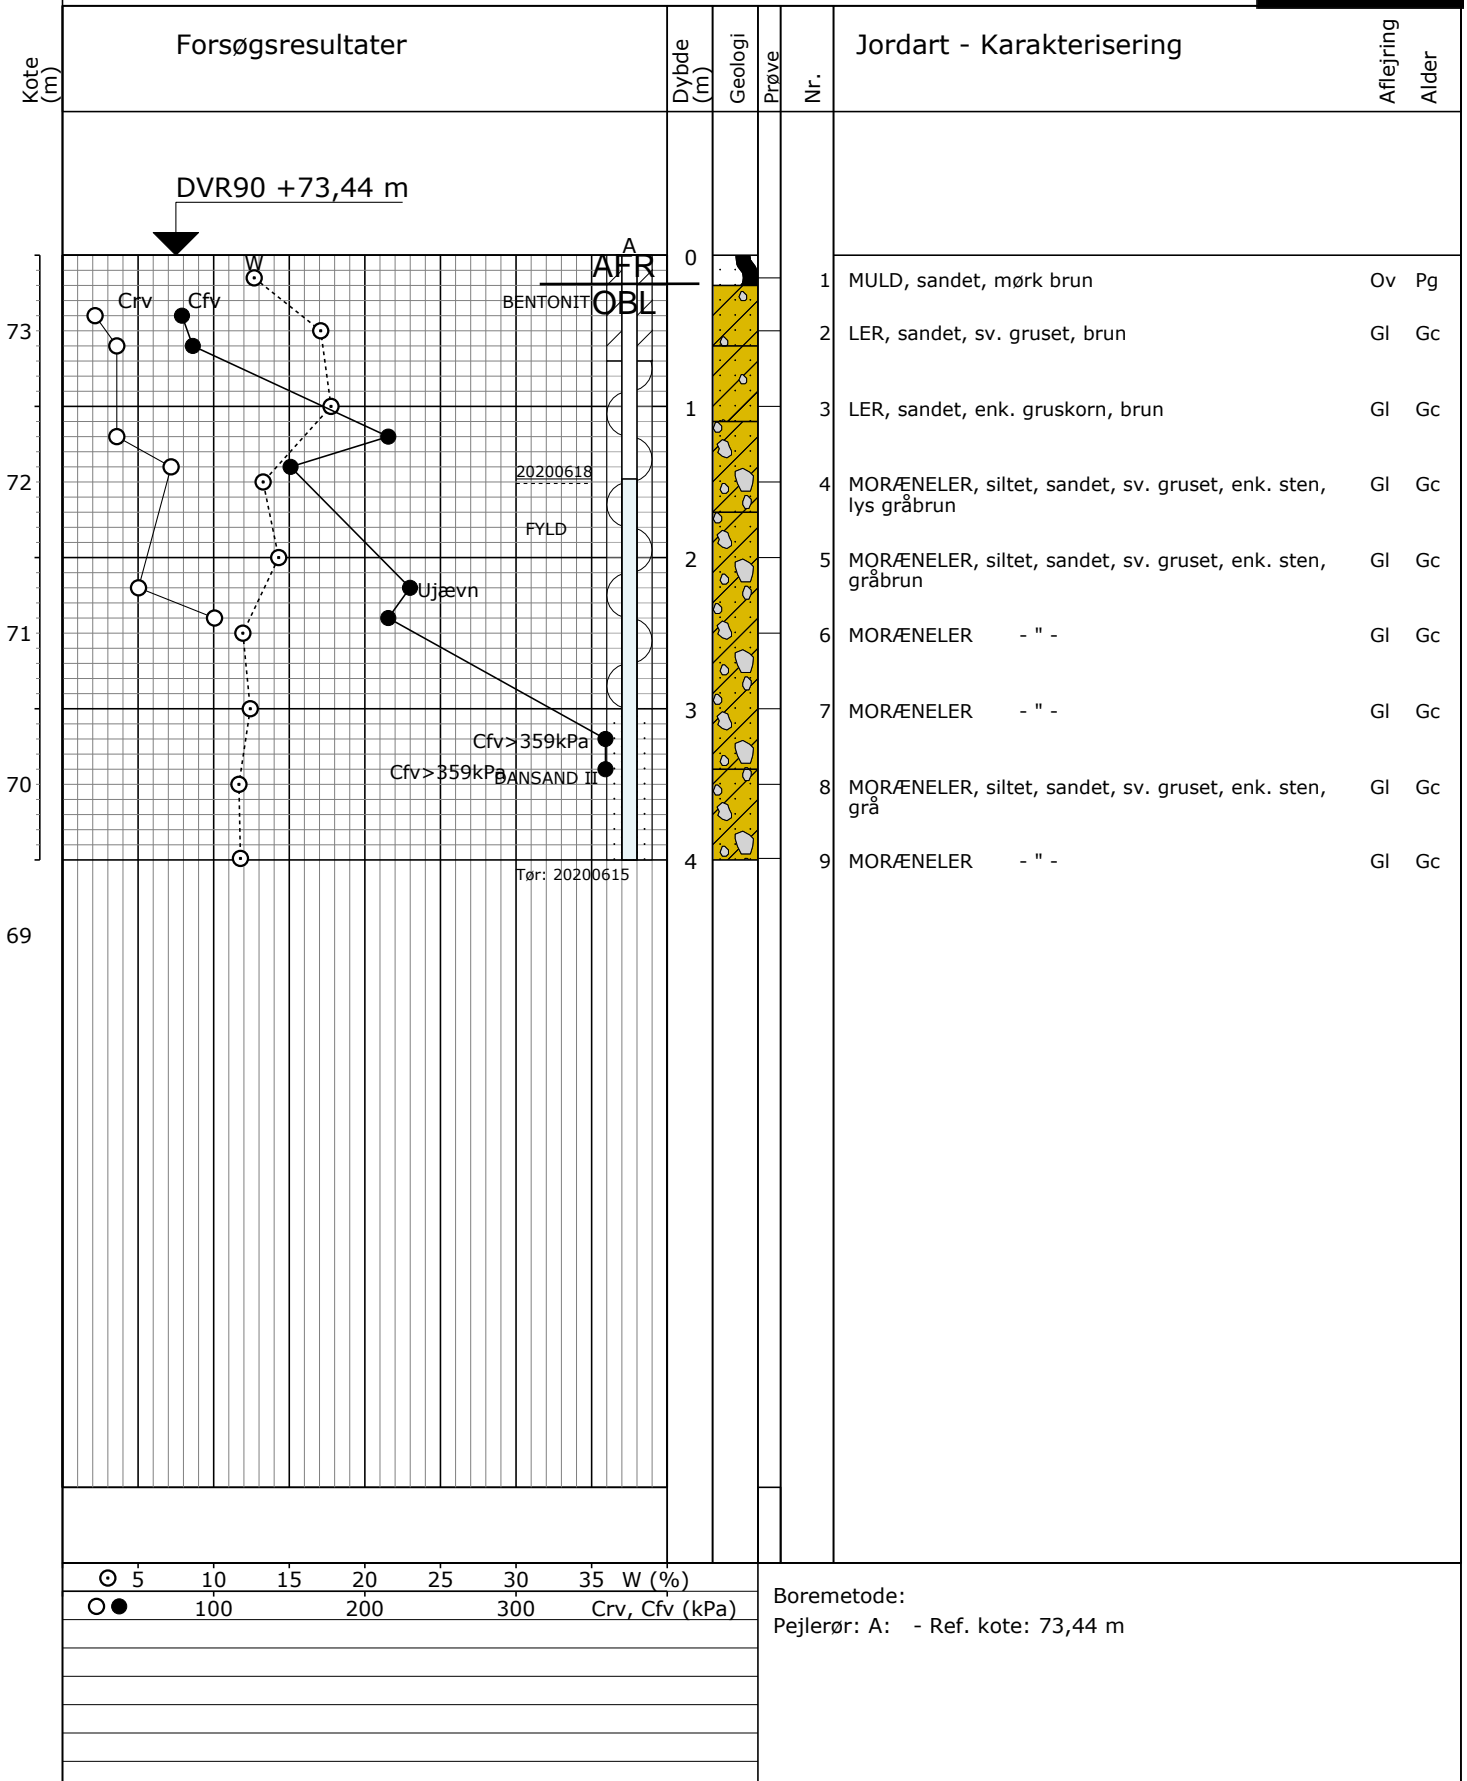 Kote (m)
Forsøgsresultater
Dybde (m)
Geologi
Prøve
Nr.
Jordart - Karakterisering
Aflejring
Alder
DVR90 +73,44 m
A
W
AFR
0
1 MULD, sandet, mørk brun Ov Pg
Crv Cfv BENTONIT OBL
73
2 LER, sandet, sv. gruset, brun Gl Gc
1
3 LER, sandet, enk. gruskorn, brun Gl Gc
20200618
72
4 MORÆNELER, siltet, sandet, sv. gruset, enk. sten, Gl Gc
lys gråbrun
FYLD
2
5 MORÆNELER, siltet, sandet, sv. gruset, enk. sten, Gl Gc
gråbrun
Ujævn
71
6 MORÆNELER - " - Gl Gc
3
7 MORÆNELER - " - Gl Gc
Cfv>359kPa
Cfv>359kPa DANSAND II
70
8 MORÆNELER, siltet, sandet, sv. gruset, enk. sten, Gl Gc
grå
4
9 MORÆNELER - " - Gl Gc
Tør: 20200615
69
5 10 15 20 25 30 35 W (%)
100 200 300 Crv, Cfv (kPa)
Boremetode:
Pejlerør: A: - Ref. kote: 73,44 m